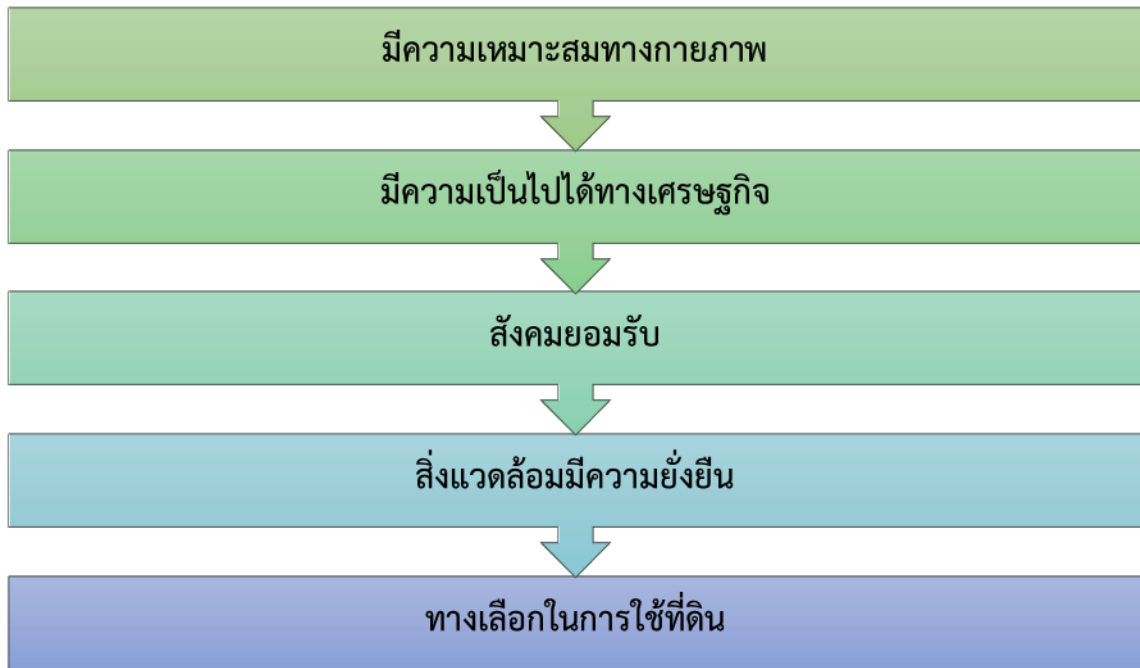 มีความเหมาะสมทางกายภาพ
มีความเป็นไปได้ทางเศรษฐกิจ
สังคมยอมรับ
สิ่งแวดล้อมมีความยั่งยืน
ทางเลือกในการใช้ที่ดิน